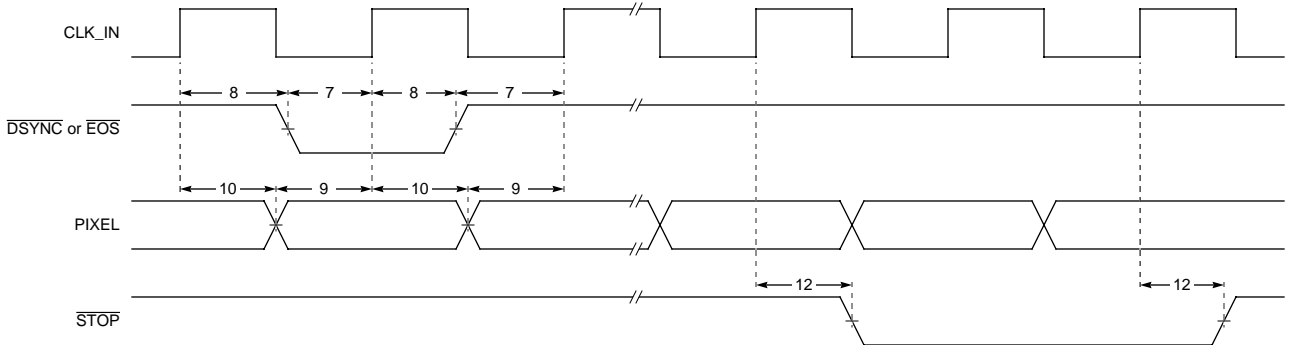 CLK_IN
8 7 8 7
DSYNC or EOS
10 9 10 9
PIXEL
12 12
STOP